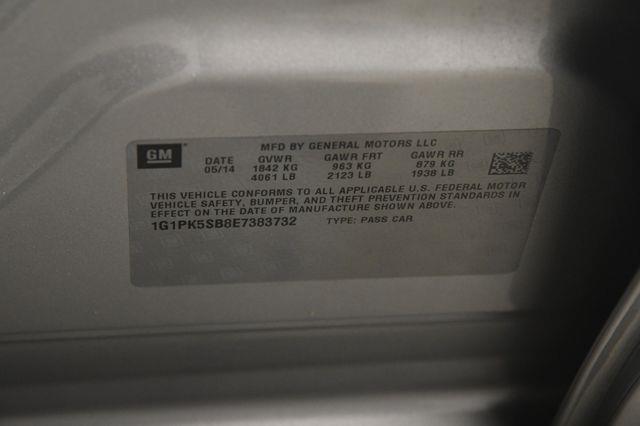 MFD BY GENERAL MOTORS LLC
GM
DATE GVWR GAWR FRT GAWR RR
05/14 1842 KG 963 KG 879 KG
4061 LB 2123 LB 1938 LB
THIS VEHICLE CONFORMS TO ALL APPLICABLE U.S. FEDERAL MOTOR
VEHICLE SAFETY, BUMPER, AND THEFT PREVENTION STANDARDS IN
EFFECT ON THE DATE OF MANUFACTURE SHOWN ABOVE.
1G1PK5SB8E7383732 TYPE: PASS CAR